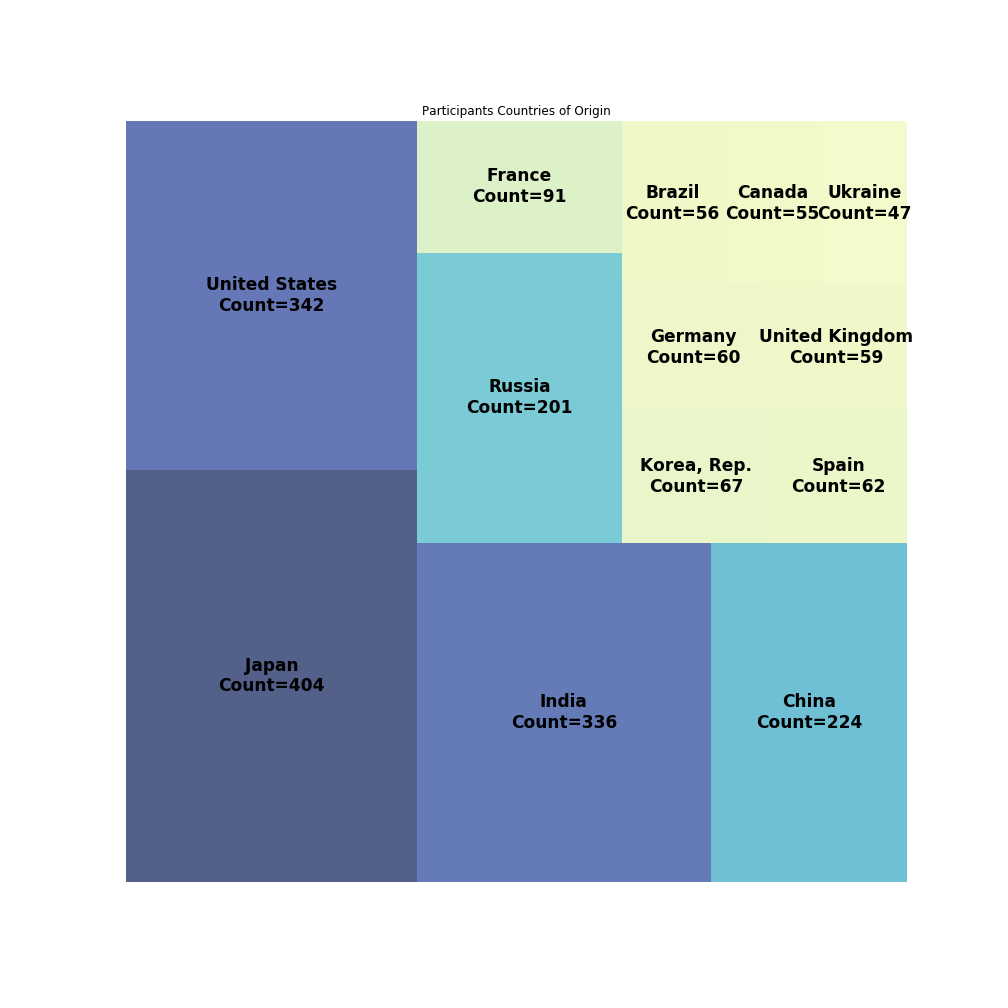 Participants Countries of Origin
United States
Count=342
France
Count=91
Brazil
Count=56
Canada
Count=55
Ukraine
Count=47
Russia
Count=201
Germany
Count=60
United Kingdom
Count=59
Korea, Rep.
Count=67
Spain
Count=62
Japan
Count=404
India
Count=336
China
Count=224